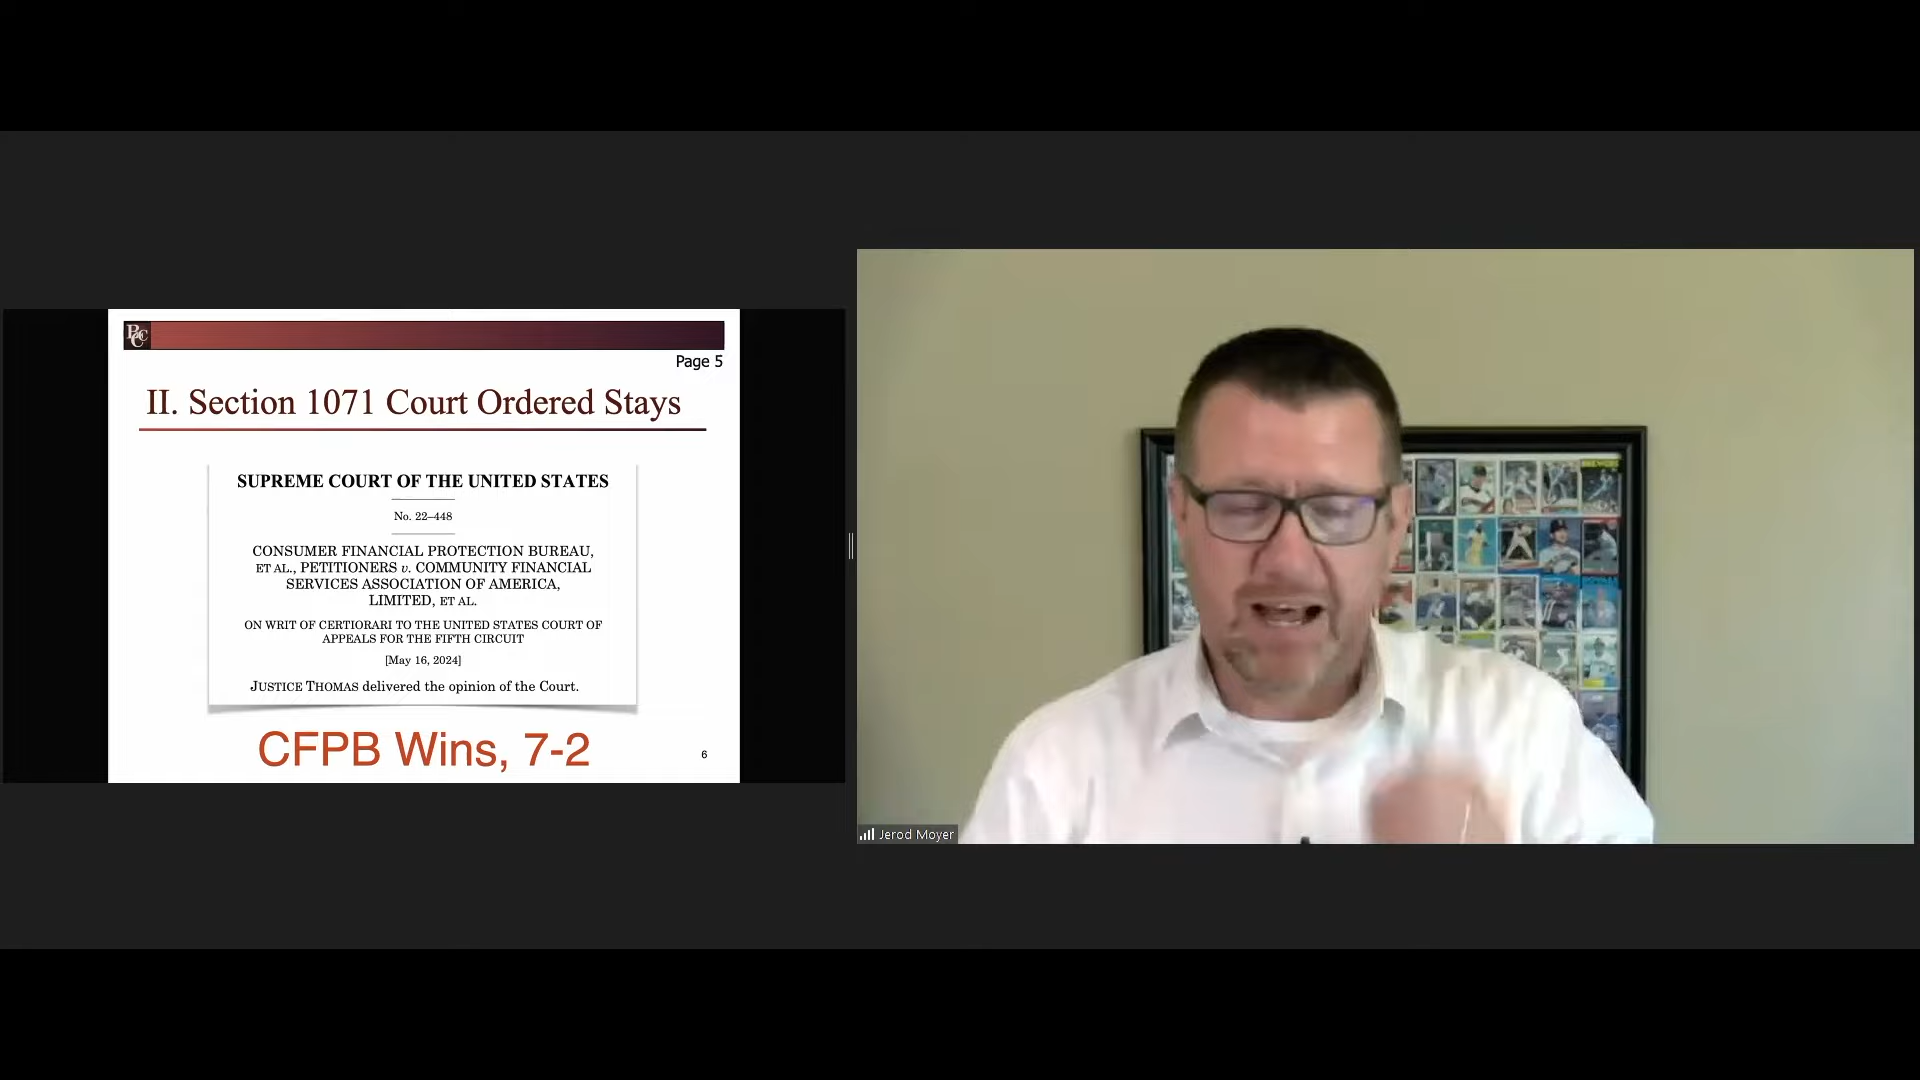 PCCC
Page 5
II. Section 1071 Court Ordered Stays
SUPREME COURT OF THE UNITED STATES
No. 22–448
CONSUMER FINANCIAL PROTECTION BUREAU,
ET AL., PETITIONERS v. COMMUNITY FINANCIAL
SERVICES ASSOCIATION OF AMERICA,
LIMITED, ET AL.
ON WRIT OF CERTIORARI TO THE UNITED STATES COURT OF
APPEALS FOR THE FIFTH CIRCUIT
[May 16, 2024]
JUSTICE THOMAS delivered the opinion of the Court.
CFPB Wins, 7-2
6
Jerod Moyer